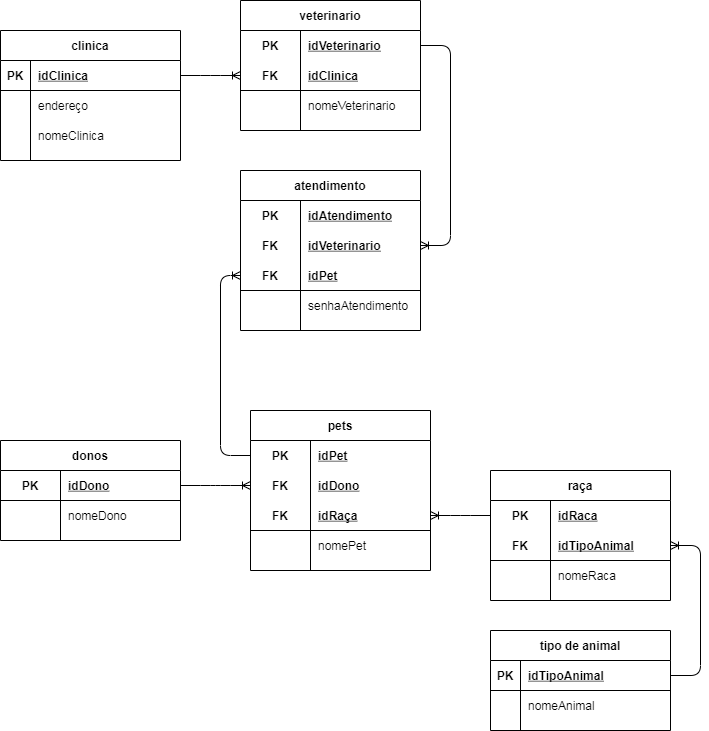 clinica
PK idClinica
endereço
nomeClinica
veterinario
PK idVeterinario
FK idClinica
nomeVeterinario
atendimento
PK idAtendimento
FK idVeterinario
FK idPet
senhaAtendimento
donos
PK idDono
nomeDono
pets
PK idPet
FK idDono
FK idRaça
nomePet
raça
PK idRaca
FK idTipoAnimal
nomeRaca
tipo de animal
PK idTipoAnimal
nomeAnimal